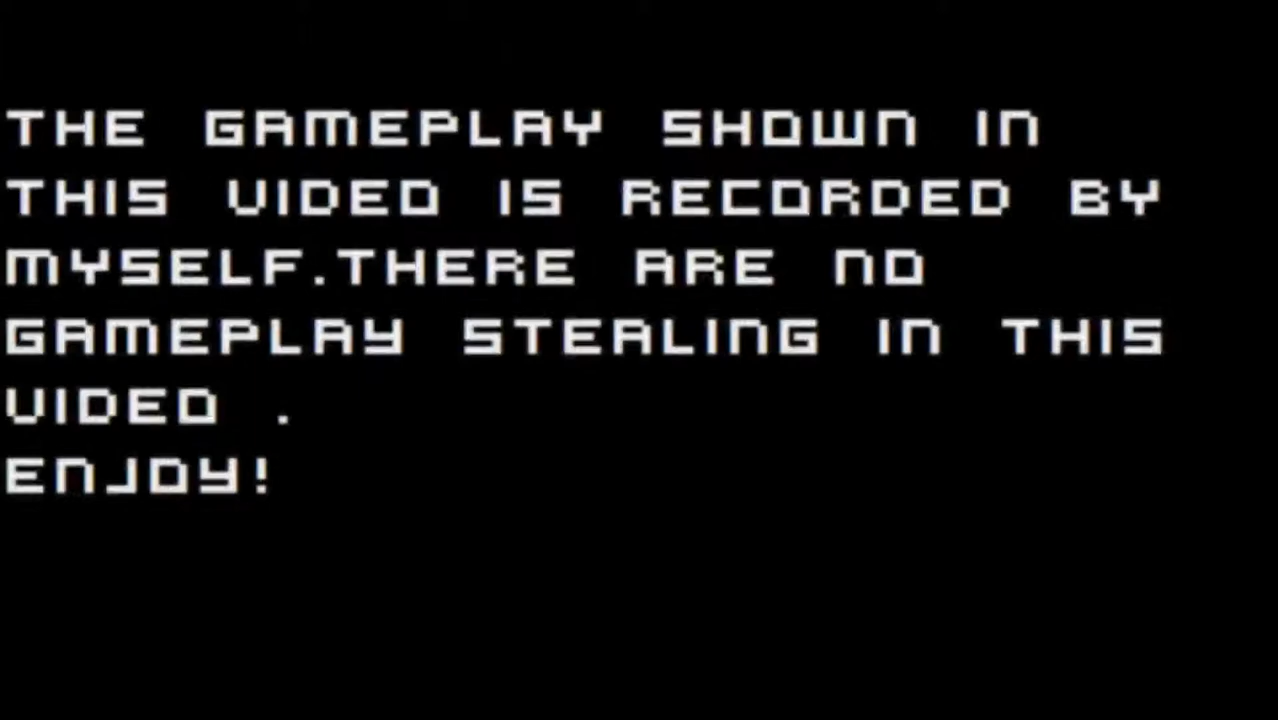 THE GAMEPLAY SHOWN IN
THIS VIDEO IS RECORDED BY
MYSELF.THERE ARE NO
GAMEPLAY STEALING IN THIS
VIDEO .
ENJOY!